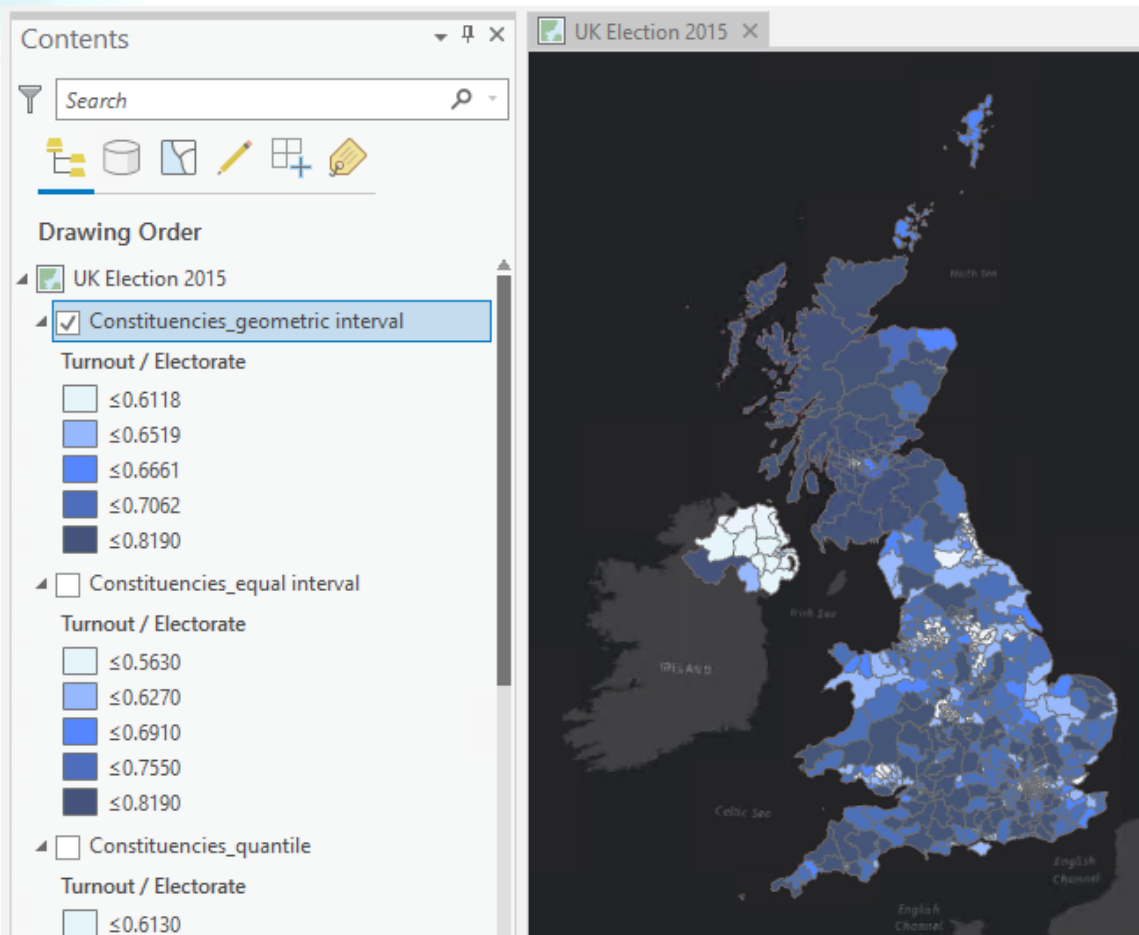 Contents
Search
Drawing Order
UK Election 2015
Constituencies_geometric interval
Turnout / Electorate
≤0.6118
≤0.6519
≤0.6661
≤0.7062
≤0.8190
Constituencies_equal interval
Turnout / Electorate
≤0.5630
≤0.6270
≤0.6910
≤0.7550
≤0.8190
Constituencies_quantile
Turnout / Electorate
≤0.6130
UK Election 2015
North Sea
Irish Sea
IRELAND
Celtic Sea
English
Channel
English
Channel